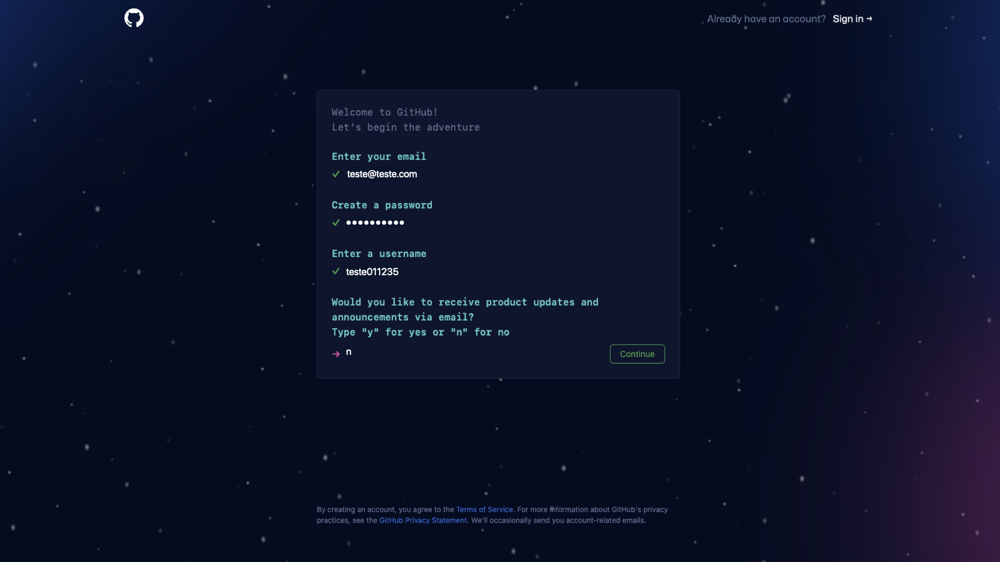 Already have an account? Sign in →
Welcome to GitHub!
Let’s begin the adventure
Enter your email
✓ teste@teste.com
Create a password
✓ ●●●●●●●●●●
Enter a username
✓ teste011235
Would you like to receive product updates and
announcements via email?
Type "y" for yes or "n" for no
→ n
Continue
By creating an account, you agree to the Terms of Service. For more information about GitHub's privacy
practices, see the GitHub Privacy Statement. We'll occasionally send you account-related emails.